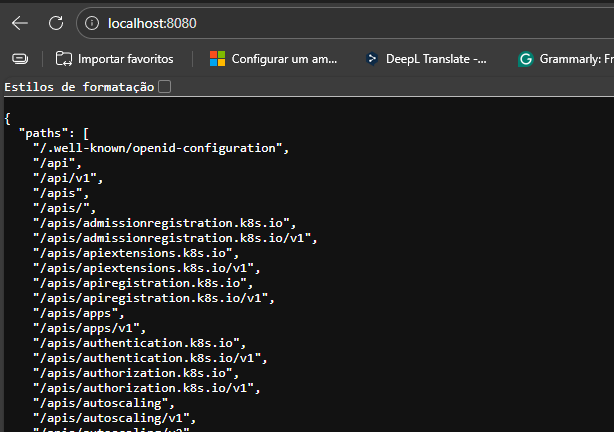 localhost:8080
Importar favoritos
Configurar um am...
DeepL Translate -...
Grammarly: Fr
Estilos de formatação
{
"paths": [
"/.well-known/openid-configuration",
"/api",
"/api/v1",
"/apis",
"/apis/",
"/apis/admissionregistration.k8s.io",
"/apis/admissionregistration.k8s.io/v1",
"/apis/apiextensions.k8s.io",
"/apis/apiextensions.k8s.io/v1",
"/apis/apiregistration.k8s.io",
"/apis/apiregistration.k8s.io/v1",
"/apis/apps",
"/apis/apps/v1",
"/apis/authentication.k8s.io",
"/apis/authentication.k8s.io/v1",
"/apis/authorization.k8s.io",
"/apis/authorization.k8s.io/v1",
"/apis/autoscaling",
"/apis/autoscaling/v1",